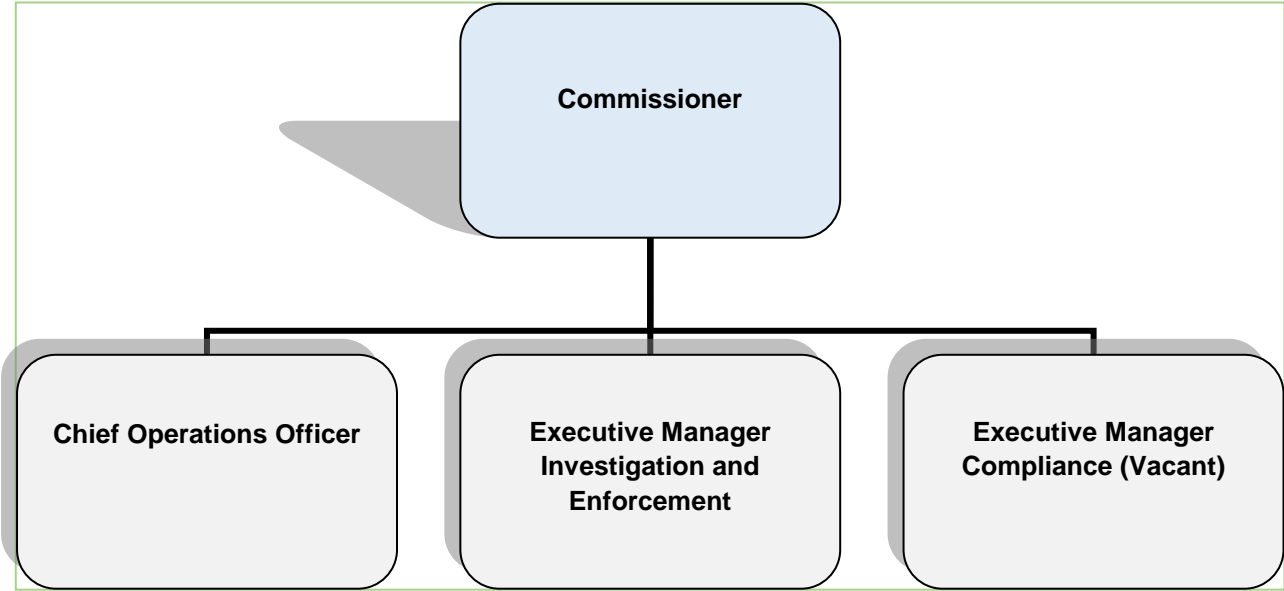 Commissioner
Chief Operations Officer
Executive Manager
Investigation and
Enforcement
Executive Manager
Compliance (Vacant)